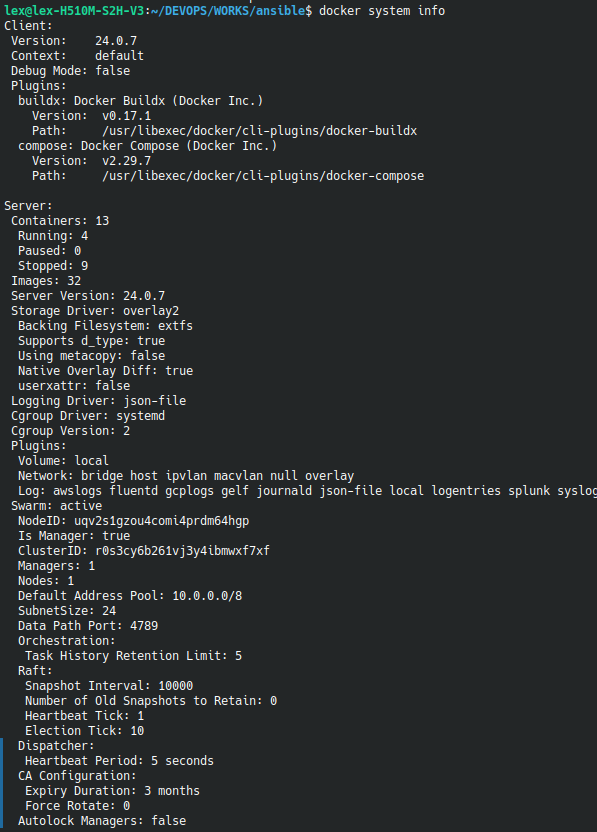 lex@lex-H510M-S2H-V3:~/DEVOPS/WORKS/ansible$ docker system info
Client:
 Version:    24.0.7
 Context:    default
 Debug Mode: false
 Plugins:
  buildx: Docker Buildx (Docker Inc.)
    Version:  v0.17.1
    Path:     /usr/libexec/docker/cli-plugins/docker-buildx
  compose: Docker Compose (Docker Inc.)
    Version:  v2.29.7
    Path:     /usr/libexec/docker/cli-plugins/docker-compose

Server:
 Containers: 13
  Running: 4
  Paused: 0
  Stopped: 9
 Images: 32
 Server Version: 24.0.7
 Storage Driver: overlay2
  Backing Filesystem: extfs
  Supports d_type: true
  Using metacopy: false
  Native Overlay Diff: true
  userxattr: false
 Logging Driver: json-file
 Cgroup Driver: systemd
 Cgroup Version: 2
 Plugins:
  Volume: local
  Network: bridge host ipvlan macvlan null overlay
  Log: awslogs fluentd gcplogs gelf journald json-file local logentries splunk syslog
 Swarm: active
  NodeID: uqv2s1gzou4comi4prdm64hgp
  Is Manager: true
  ClusterID: r0s3cy6b261vj3y4ibmwxf7xf
  Managers: 1
  Nodes: 1
  Default Address Pool: 10.0.0.0/8
  SubnetSize: 24
  Data Path Port: 4789
  Orchestration:
   Task History Retention Limit: 5
  Raft:
   Snapshot Interval: 10000
   Number of Old Snapshots to Retain: 0
   Heartbeat Tick: 1
   Election Tick: 10
  Dispatcher:
   Heartbeat Period: 5 seconds
  CA Configuration:
   Expiry Duration: 3 months
   Force Rotate: 0
  Autolock Managers: false